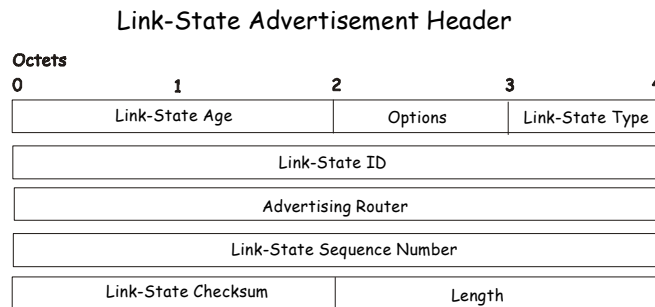 Link-State Advertisement Header
Octets
0 1 2 3 4
Link-State Age Options Link-State Type
Link-State ID
Advertising Router
Link-State Sequence Number
Link-State Checksum Length